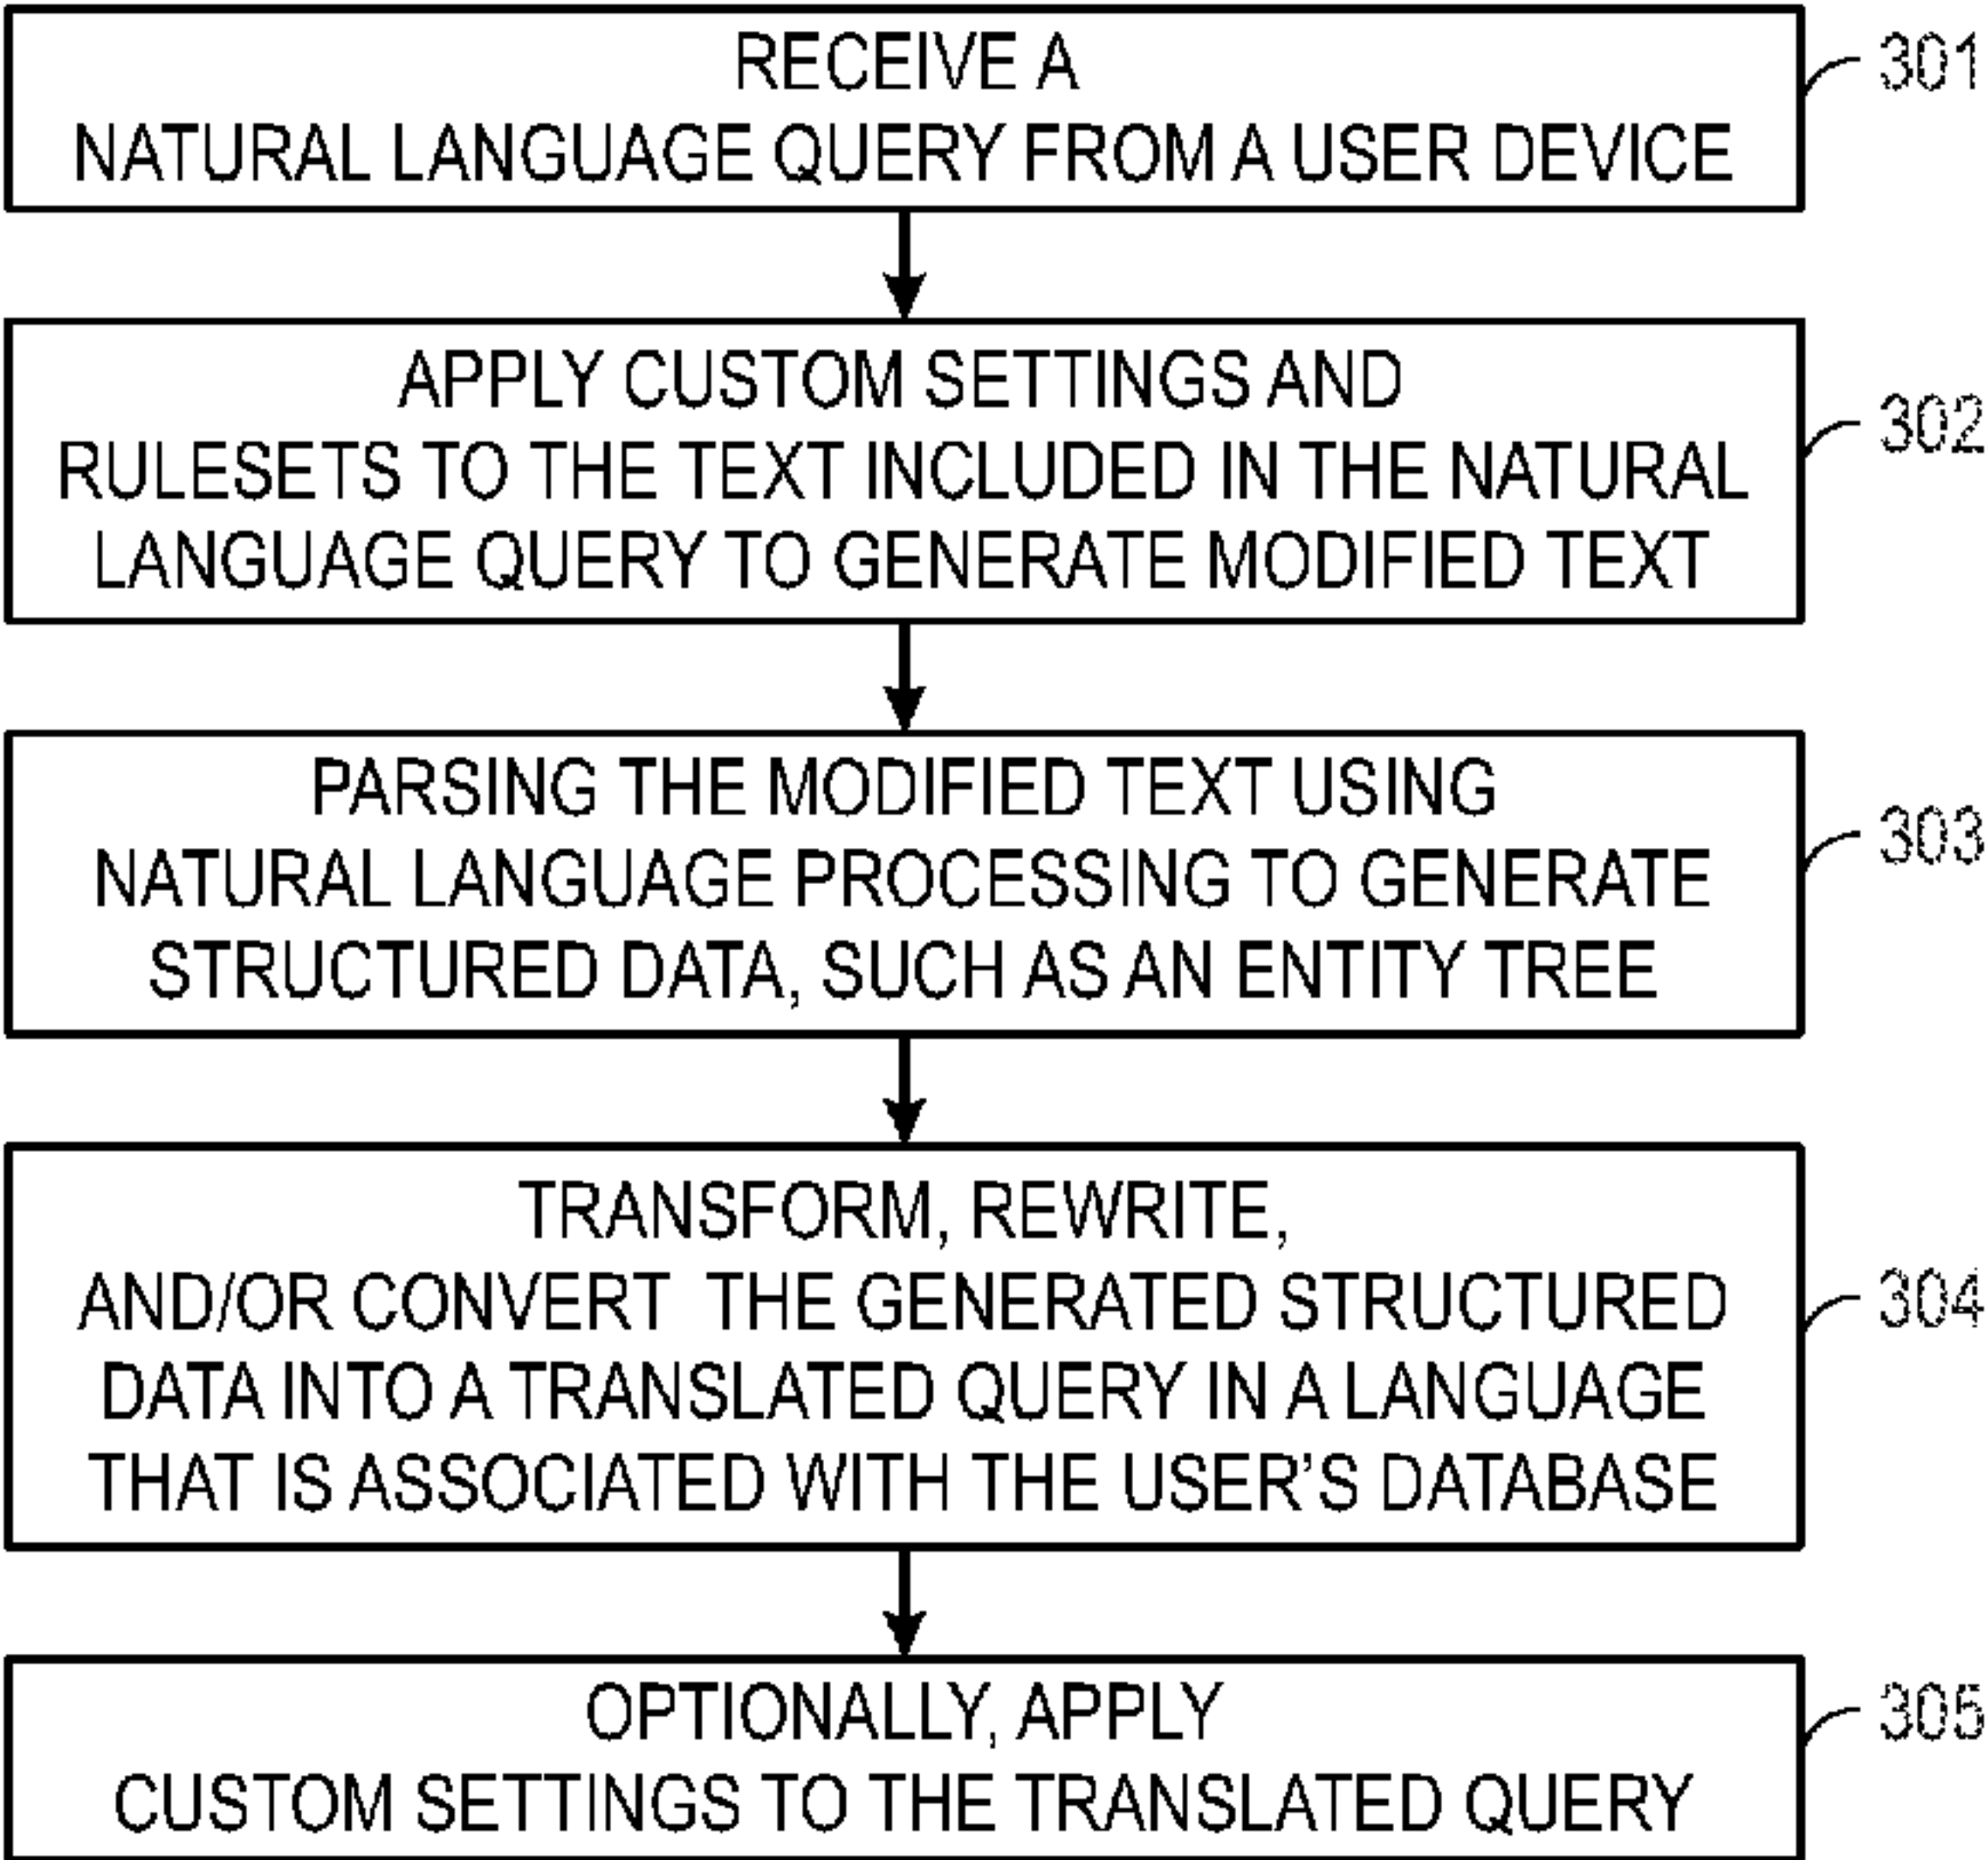 RECEIVE A
NATURAL LANGUAGE QUERY FROM A USER DEVICE
301
APPLY CUSTOM SETTINGS AND
RULESETS TO THE TEXT INCLUDED IN THE NATURAL
LANGUAGE QUERY TO GENERATE MODIFIED TEXT
302
PARSING THE MODIFIED TEXT USING
NATURAL LANGUAGE PROCESSING TO GENERATE
STRUCTURED DATA, SUCH AS AN ENTITY TREE
303
TRANSFORM, REWRITE,
AND/OR CONVERT THE GENERATED STRUCTURED
DATA INTO A TRANSLATED QUERY IN A LANGUAGE
THAT IS ASSOCIATED WITH THE USER’S DATABASE
304
OPTIONALLY, APPLY
CUSTOM SETTINGS TO THE TRANSLATED QUERY
305